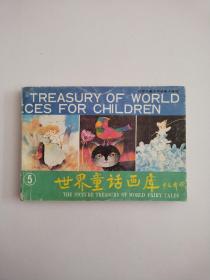 TREASURY OF WORLD
CES FOR CHILDREN
5
世界童话画库
THE PICTURE TREASURY OF WORLD FAIRY TALES